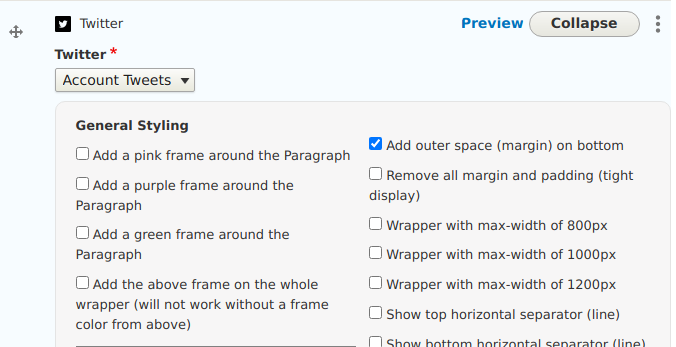 Twitter
Preview
Collapse
Twitter *
Account Tweets
General Styling
Add a pink frame around the Paragraph
Add a purple frame around the
Paragraph
Add a green frame around the
Paragraph
Add the above frame on the whole
wrapper (will not work without a frame
color from above)
Add outer space (margin) on bottom
Remove all margin and padding (tight
display)
Wrapper with max-width of 800px
Wrapper with max-width of 1000px
Wrapper with max-width of 1200px
Show top horizontal separator (line)
Show bottom horizontal separator (line)